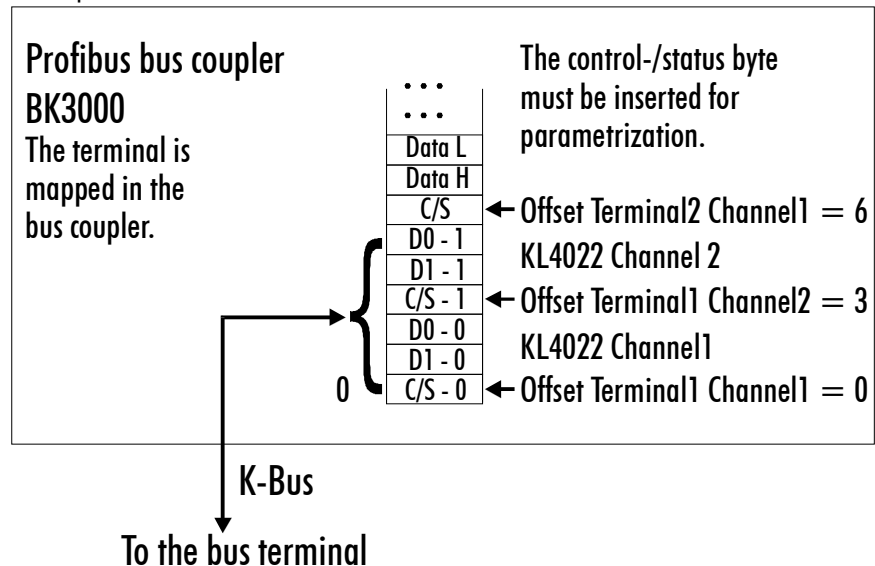 Profibus bus coupler
BK3000
The terminal is
mapped in the
bus coupler.
The control-/status byte
must be inserted for
parametrization.
Data L
Data H
C/S
Offset Terminal2 Channel1 = 6
D0 - 1
KL4022 Channel 2
D1 - 1
C/S - 1
Offset Terminal1 Channel2 = 3
D0 - 0
KL4022 Channel1
D1 - 0
0
C/S - 0
Offset Terminal1 Channel1 = 0
K-Bus
To the bus terminal